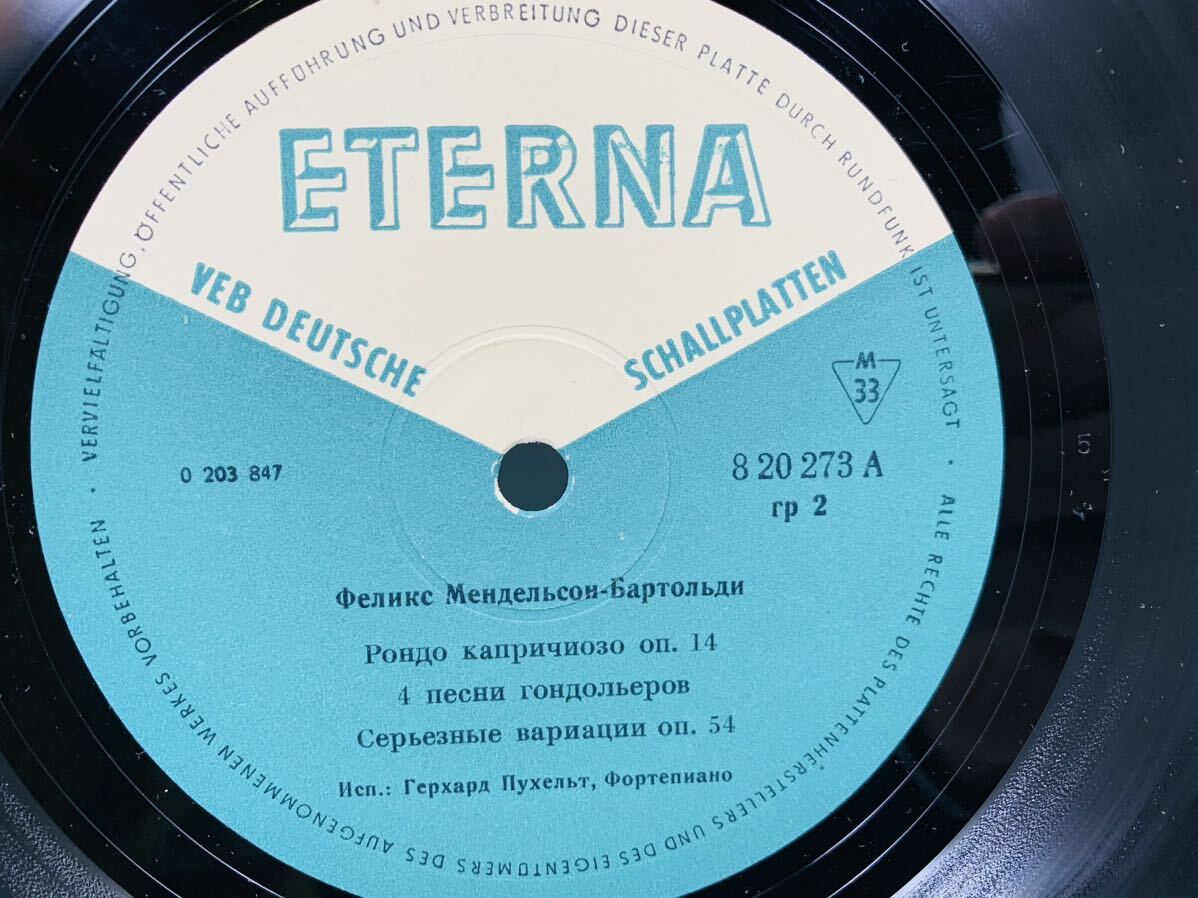 ETERNA
VEB DEUTSCHE SCHALLPLATTEN
M
33
0 203 847
8 20 273 A
гр 2
Феликс Мендельсон-Бартольди
Рондо капричиозо оп. 14
4 песни гондольеров
Серьезные вариации оп. 54
Исп.: Герхард Пухельт, Фортепиано
ALLE RECHTE DES PLATTENHERSTELLERS UND DES EIGENTÜMERS DES AUFGENOMMENEN WERKES VORBEHALTEN · VERVIELFÄLTIGUNG, ÖFFENTLICHE AUFFÜHRUNG UND VERBREITUNG DIESER PLATTE DURCH RUNDFUNK IST UNTERSAGT ·
5